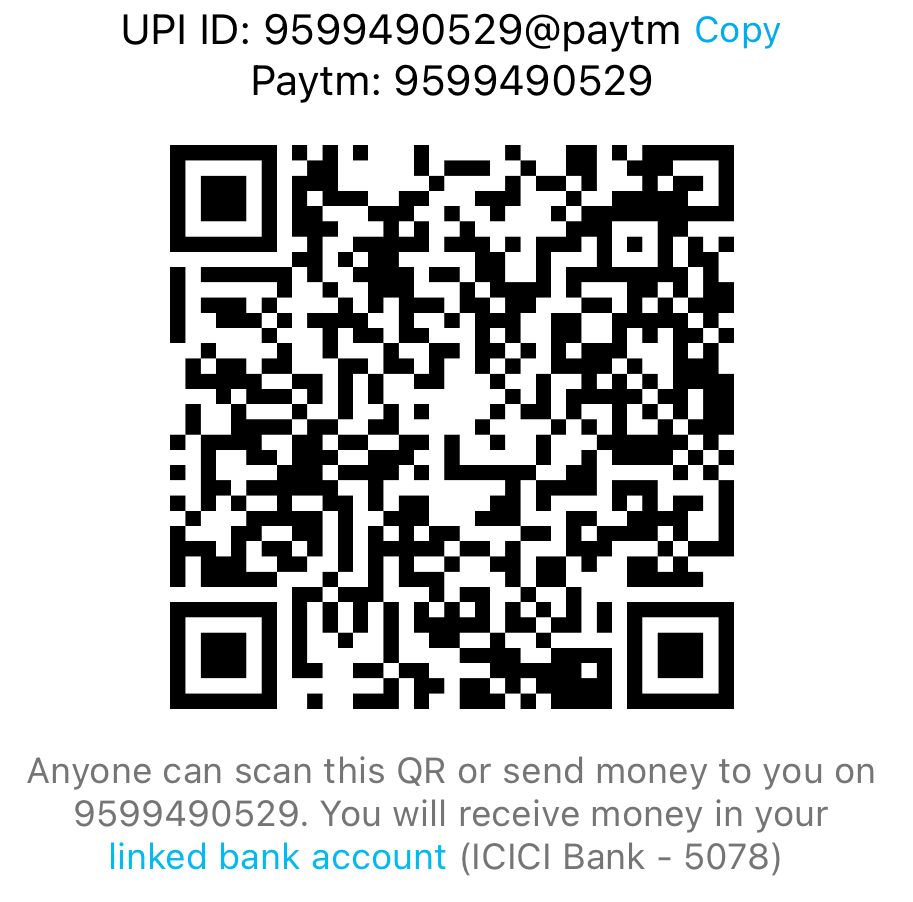 UPI ID: 9599490529@paytm Copy
Paytm: 9599490529
Anyone can scan this QR or send money to you on
9599490529. You will receive money in your
linked bank account (ICICI Bank - 5078)